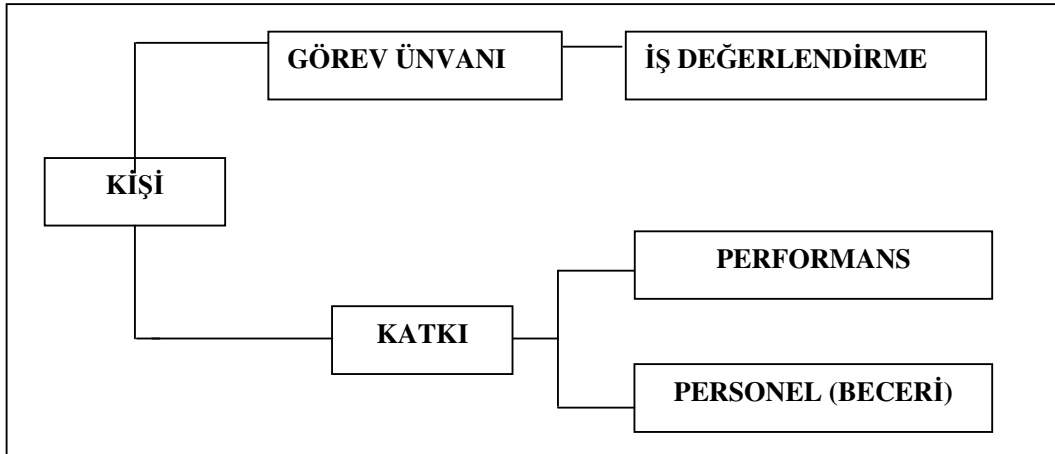 GÖREV ÜNVANI
İŞ DEĞERLENDİRME
KİŞİ
PERFORMANS
KATKI
PERSONEL (BECERİ)